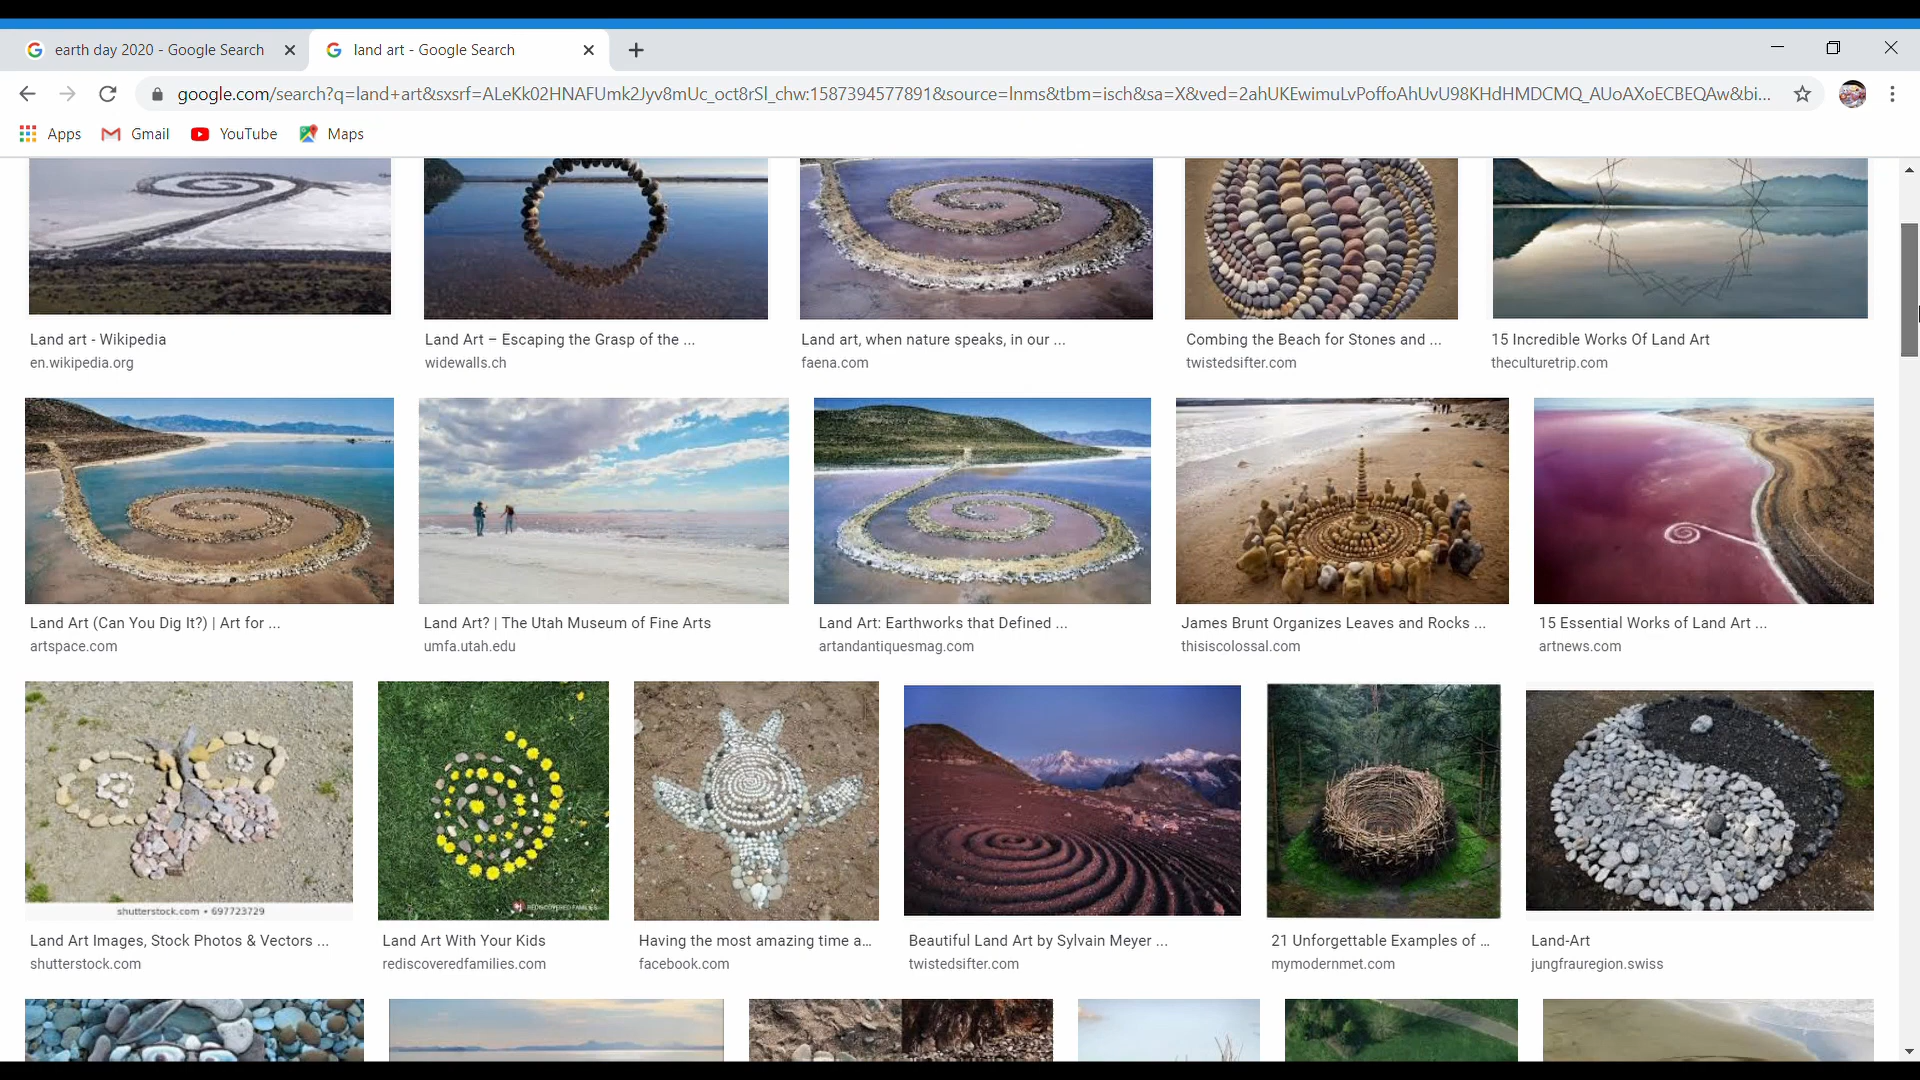 earth day 2020 - Google Search
land art - Google Search
google.com/search?q=land+art&sxsrf=ALeKk02HNAFUmk2Jyv8mUc_oct8rSl_chw:1587394577891&source=lnms&tbm=isch&sa=X&ved=2ahUKEwimuLvPoffoAhUvU98KHdHMDCMQ_AUoAXoECBEQAw&bi...
Apps Gmail YouTube Maps
Land art - Wikipedia
en.wikipedia.org
Land Art – Escaping the Grasp of the ...
widewalls.ch
Land art, when nature speaks, in our ...
faena.com
Combing the Beach for Stones and ...
twistedsifter.com
15 Incredible Works Of Land Art
theculturetrip.com
Land Art (Can You Dig It?) | Art for ...
artspace.com
Land Art? | The Utah Museum of Fine Arts
umfa.utah.edu
Land Art: Earthworks that Defined ...
artandantiquesmag.com
James Brunt Organizes Leaves and Rocks ...
thisiscolossal.com
15 Essential Works of Land Art ...
artnews.com
shutterstock.com • 697723729
REDISCOVERED FAMILIES
Land Art Images, Stock Photos & Vectors ...
shutterstock.com
Land Art With Your Kids
rediscoveredfamilies.com
Having the most amazing time a...
facebook.com
Beautiful Land Art by Sylvain Meyer ...
twistedsifter.com
21 Unforgettable Examples of ...
mymodernmet.com
Land-Art
jungfrauregion.swiss